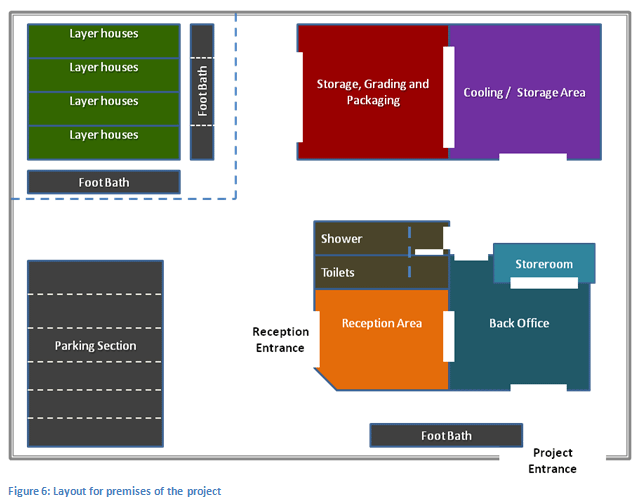 Layer houses
Layer houses
Layer houses
Layer houses
Foot Bath
Foot Bath
Storage, Grading and
Packaging
Cooling / Storage Area
Shower
Toilets
Storeroom
Reception
Entrance
Reception Area
Back Office
Parking Section
Foot Bath
Project
Entrance
Figure 6: Layout for premises of the project